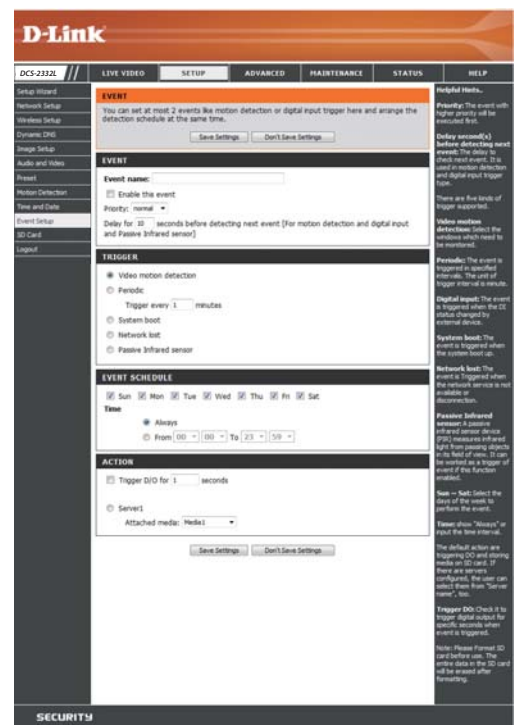 D-Link
DCS-2332L
LIVE VIDEO
SETUP
ADVANCED
MAINTENANCE
STATUS
HELP
Setup Wizard
Network Setup
Wireless Setup
Dynamic DNS
Image Setup
Audio and Video
Preset
Motion Detection
Time and Date
Event Setup
SD Card
Logout
EVENT
You can set at most 2 events like motion detection or digital input trigger here and arrange the
detection schedule at the same time.
Save Settings
Don't Save Settings
EVENT
Event name:
Enable this event
Priority: normal
Delay for 10 seconds before detecting next event [For motion detection and digital input
and Passive Infrared sensor]
TRIGGER
Video motion detection
Periodic
Trigger every 1 minutes
System boot
Network lost
Passive Infrared sensor
EVENT SCHEDULE
Sun Mon Tue Wed Thu Fri Sat
Time
Always
From 00 : 00 To 23 : 59
ACTION
Trigger D/O for 1 seconds
Server1
Attached media: Media1
Save Settings
Don't Save Settings
Helpful Hints..
Priority: The event with
higher priority will be
executed first.
Delay second(s)
before detecting next
event: The delay to
check next event. It is
used in motion detection
and digital input trigger
type.
There are five kinds of
trigger supported.
Video motion
detection: Select the
windows which need to
be monitored.
Periodic: The event is
triggered in specified
intervals. The unit of
trigger interval is minute.
Digital input: The event
is triggered when the DI
status changed by
external device.
System boot: The
event is triggered when
the system boot up.
Network lost: The
event is Triggered when
the network service is not
available or
disconnection.
Passive Infrared
sensor: A passive
infrared sensor device
(PIR) measures infrared
light from passing objects
in its field of view. It can
be worked as a trigger of
event if this function
enabled.
Sun ~ Sat: Select the
days of the week to
perform the event.
Time: show "Always" or
input the time interval.
The default action are
triggering DO and storing
media on SD card. If
there are servers
configured, the user can
select them from "Server
name", too.
Trigger DO: Check it to
trigger digital output for
specific seconds when
event is triggered.
Note: Please Format SD
card before use. The
entire data in the SD card
will be erased after
formatting.
SECURITY